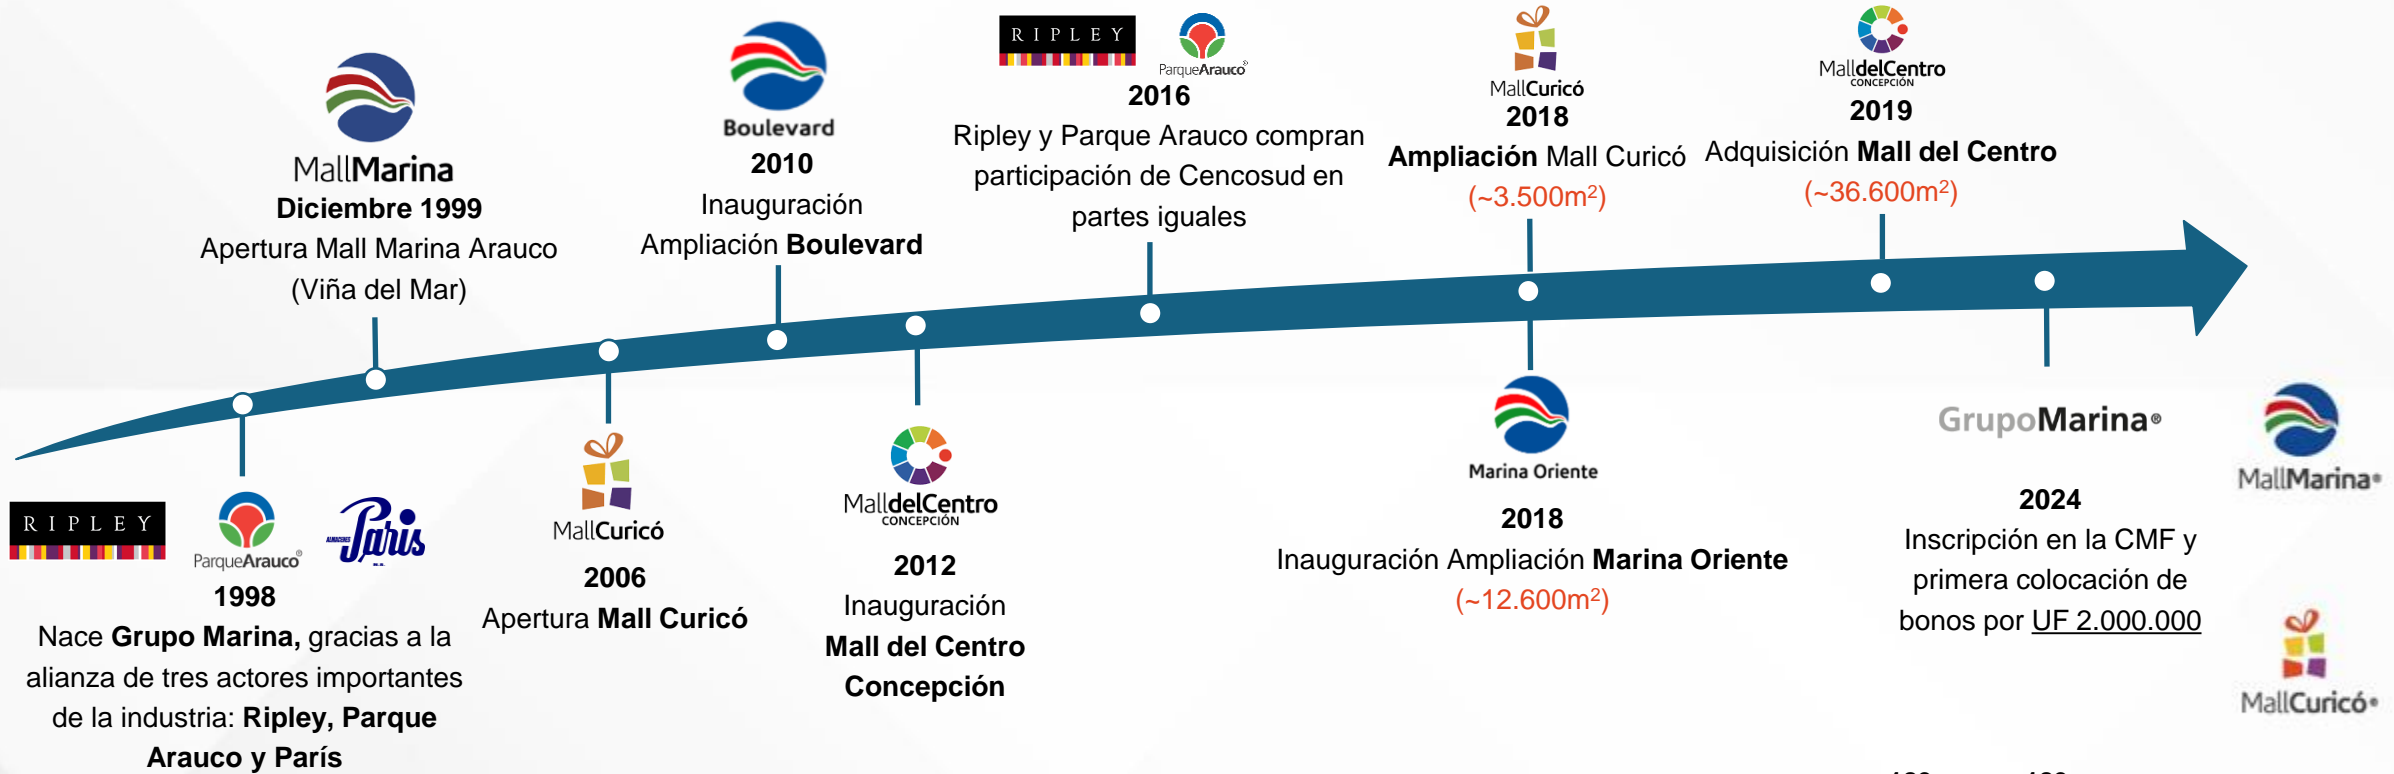 MallMarina
Diciembre 1999
Apertura Mall Marina Arauco
(Viña del Mar)
Boulevard
2010
Inauguración
Ampliación Boulevard
RIPLEY
ParqueArauco®
2016
Ripley y Parque Arauco compran
participación de Cencosud en
partes iguales
MallCuricó
2018
Ampliación Mall Curicó
(~3.500m²)
MalldelCentro
CONCEPCIÓN
2019
Adquisición Mall del Centro
(~36.600m²)
RIPLEY
ParqueArauco®
ALMACENES
París
1998
Nace Grupo Marina, gracias a la
alianza de tres actores importantes
de la industria: Ripley, Parque
Arauco y París
MallCuricó
2006
Apertura Mall Curicó
MalldelCentro
CONCEPCIÓN
2012
Inauguración
Mall del Centro
Concepción
Marina Oriente
2018
Inauguración Ampliación Marina Oriente
(~12.600m²)
GrupoMarina®
2024
Inscripción en la CMF y
primera colocación de
bonos por UF 2.000.000
MallMarina®
MallCuricó®